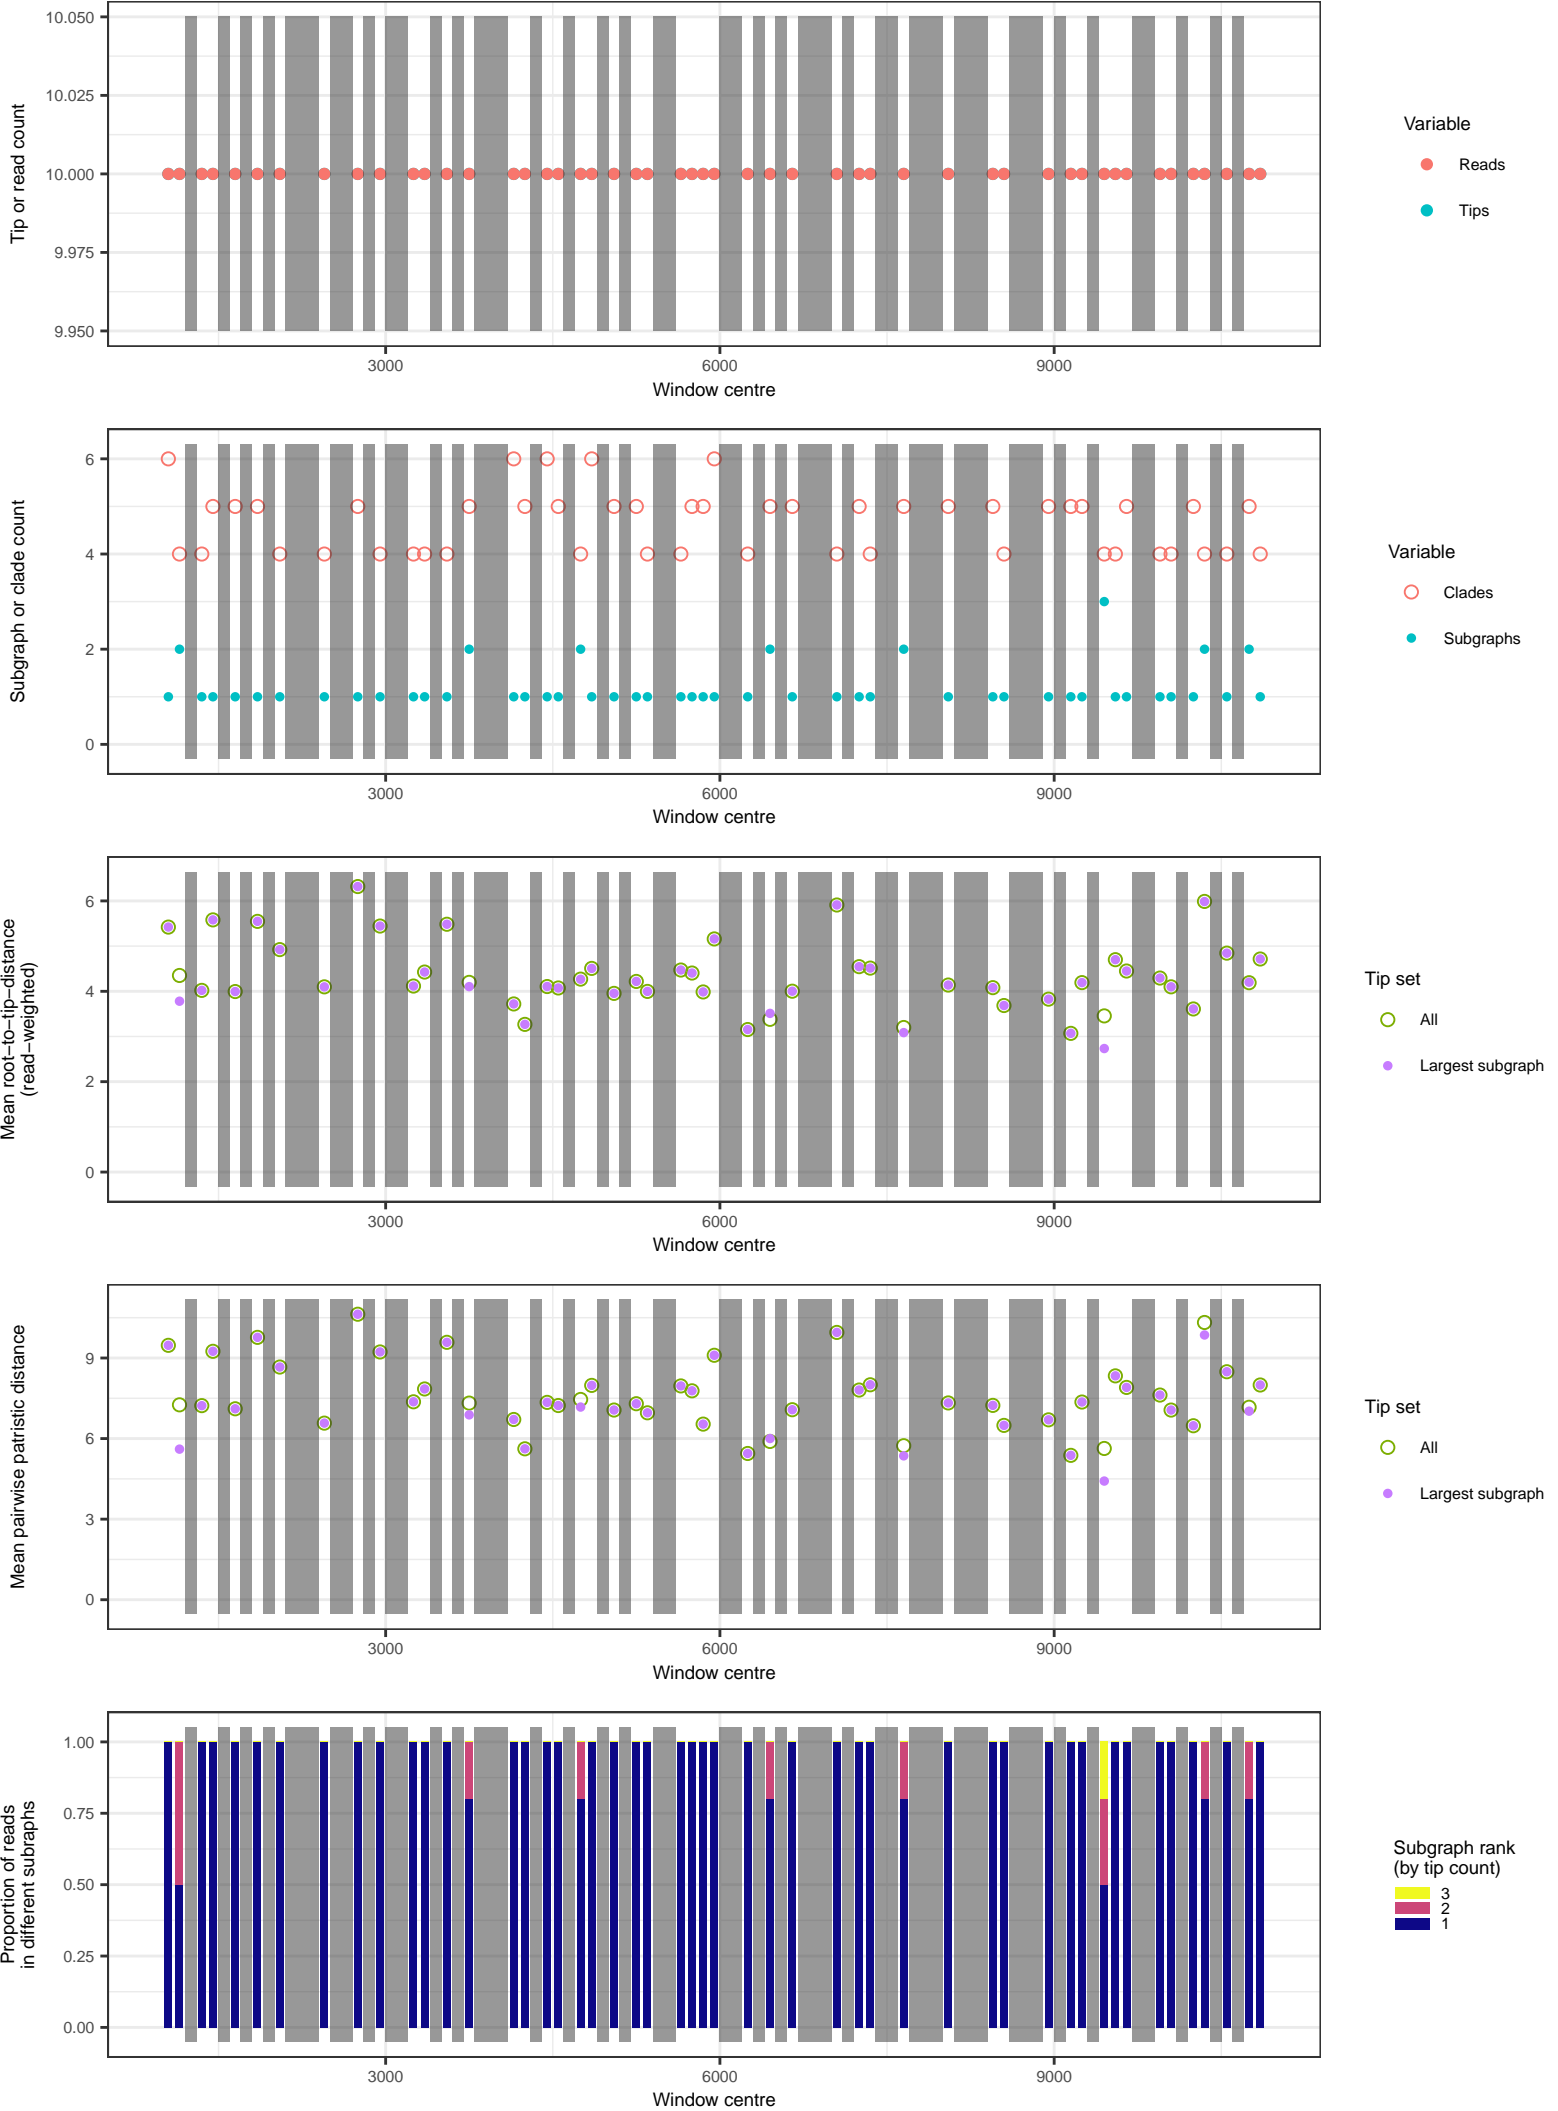 Tip or read count
10.050
10.025
10.000
9.975
9.950
3000
6000
9000
Window centre
Variable
Reads
Tips
Subgraph or clade count
6
4
2
0
3000
6000
9000
Window centre
Variable
Clades
Subgraphs
Mean root−to−tip−distance
(read−weighted)
6
4
2
0
3000
6000
9000
Window centre
Tip set
All
Largest subgraph
Mean pairwise patristic distance
9
6
3
0
3000
6000
9000
Window centre
Tip set
All
Largest subgraph
Proportion of reads
in different subraphs
1.00
0.75
0.50
0.25
0.00
3000
6000
9000
Window centre
Subgraph rank
(by tip count)
3
2
1